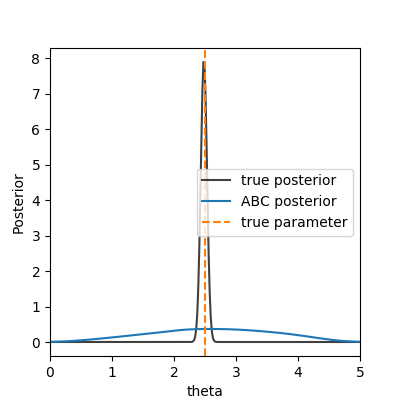 8
7
6
5
4
3
2
1
0
Posterior
true posterior
ABC posterior
true parameter
0 1 2 3 4 5
theta